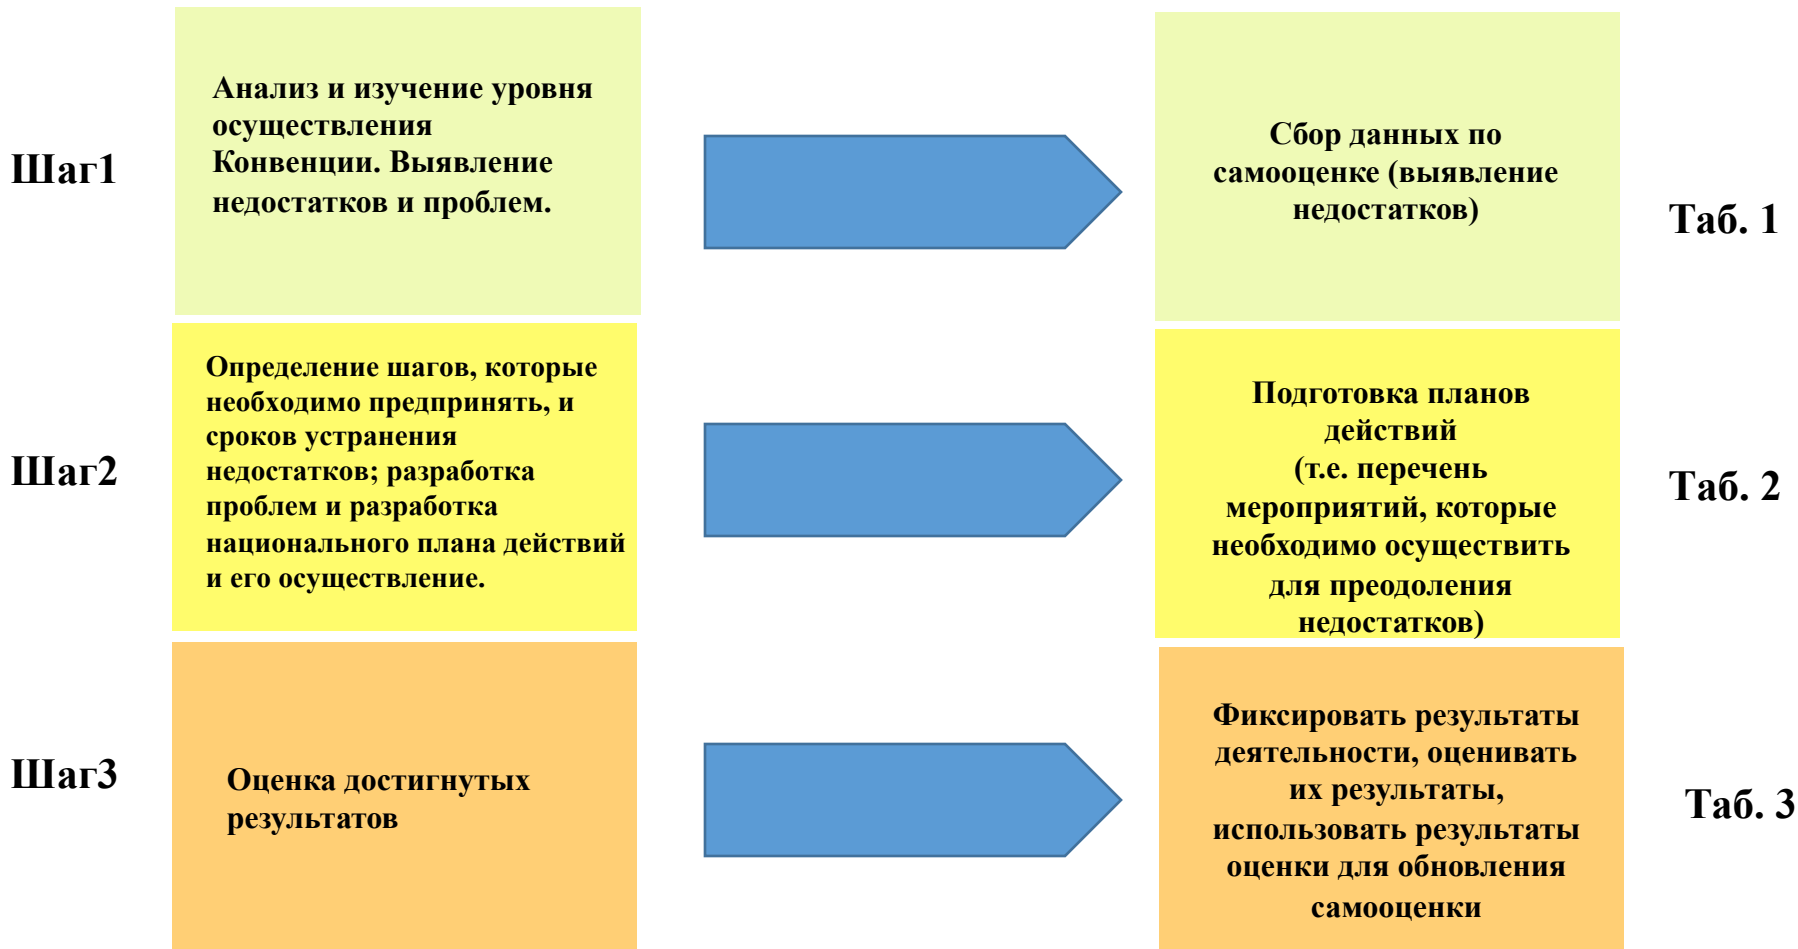 Шаг1
Анализ и изучение уровня
осуществления
Конвенции. Выявление
недостатков и проблем.
Сбор данных по
самооценке (выявление
недостатков)
Таб. 1
Шаг2
Определение шагов, которые
необходимо предпринять, и
сроков устранения
недостатков; разработка
проблем и разработка
национального плана действий
и его осуществление.
Подготовка планов
действий
(т.е. перечень
мероприятий, которые
необходимо осуществить
для преодоления
недостатков)
Таб. 2
Шаг3
Оценка достигнутых
результатов
Фиксировать результаты
деятельности, оценивать
их результаты,
использовать результаты
оценки для обновления
самооценки
Таб. 3